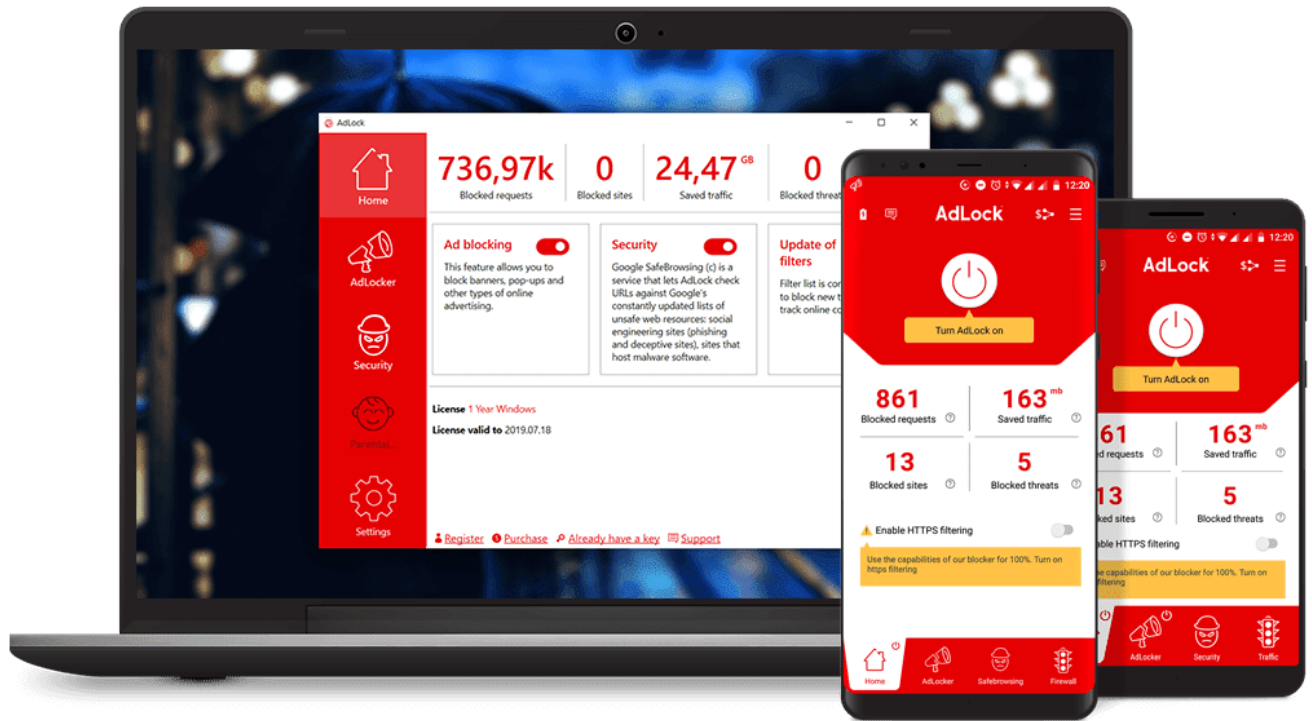 AdLock
Home
AdLocker
Security
Parental...
Settings
736,97k
Blocked requests
0
Blocked sites
24,47 GB
Saved traffic
0
Blocked threat
Ad blocking
This feature allows you to
block banners, pop-ups and
other types of online
advertising.
Security
Google SafeBrowsing (c) is a
service that lets AdLock check
URLs against Google's
constantly updated lists of
unsafe web resources: social
engineering sites (phishing
and deceptive sites), sites that
host malware software.
Update of
filters
Filter list is con
to block new t
track online co
License 1 Year Windows
License valid to 2019.07.18
Register Purchase Already have a key Support
12:20
AdLock
Turn AdLock on
861
Blocked requests
163 mb
Saved traffic
13
Blocked sites
5
Blocked threats
Enable HTTPS filtering
Use the capabilities of our blocker for 100%. Turn on
https filtering
Home
AdLocker
Safebrowsing
Firewall
12:20
AdLock
Turn AdLock on
61
ed requests
163 mb
Saved traffic
13
ked sites
5
Blocked threats
able HTTPS filtering
he capabilities of our blocker for 100%. Turn on
filtering
AdLocker
Security
Traffic